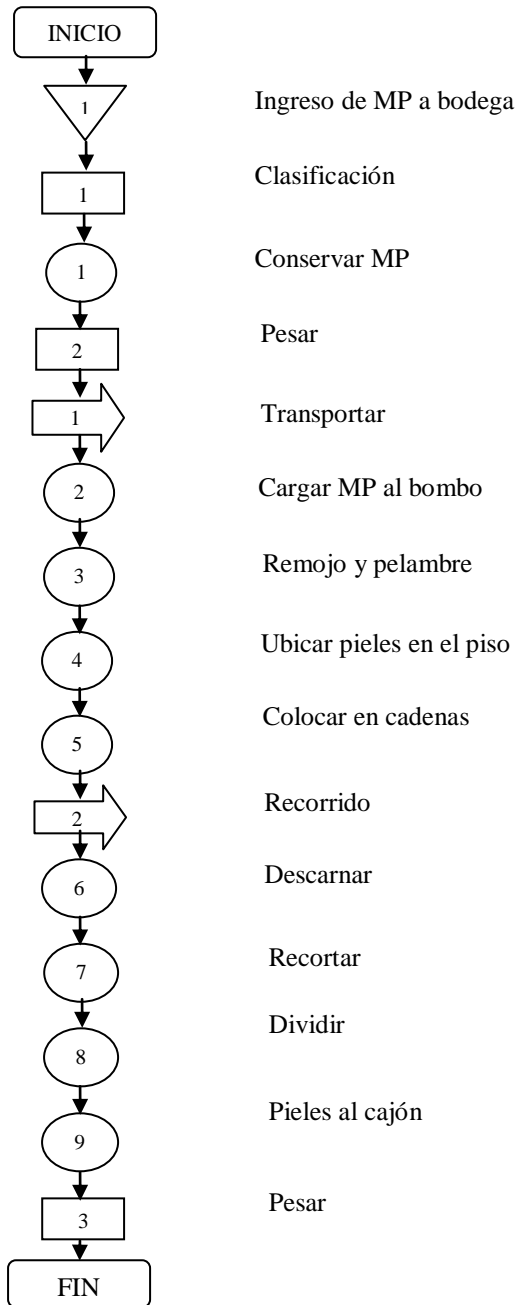 INICIO
1 Ingreso de MP a bodega
1 Clasificación
1 Conservar MP
2 Pesar
1 Transportar
2 Cargar MP al bombo
3 Remojo y pelambre
4 Ubicar pieles en el piso
5 Colocar en cadenas
2 Recorrido
6 Descarnar
7 Recortar
8 Dividir
9 Pieles al cajón
3 Pesar
FIN